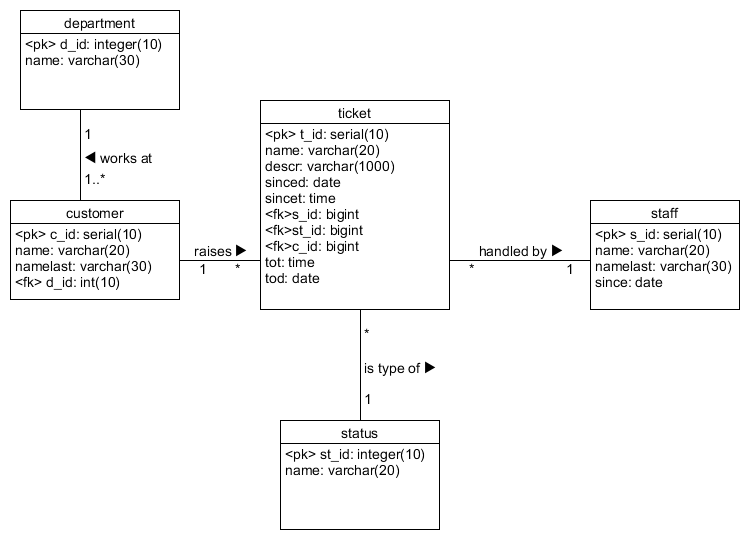 department
<pk> d_id: integer(10)
name: varchar(30)
1
◀ works at
1..*
customer
<pk> c_id: serial(10)
name: varchar(20)
namelast: varchar(30)
<fk> d_id: int(10)
raises ▶
1 *
ticket
<pk> t_id: serial(10)
name: varchar(20)
descr: varchar(1000)
sinced: date
sincet: time
<fk>s_id: bigint
<fk>st_id: bigint
<fk>c_id: bigint
tot: time
tod: date
handled by ▶
* 1
staff
<pk> s_id: serial(10)
name: varchar(20)
namelast: varchar(30)
since: date
*
is type of ▶
1
status
<pk> st_id: integer(10)
name: varchar(20)